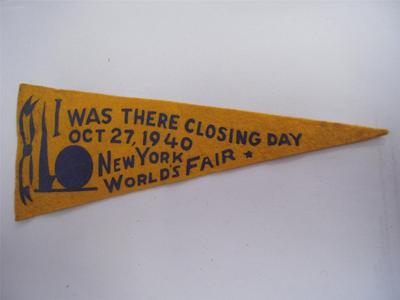 I WAS THERE CLOSING DAY
OCT 27, 1940
NEW YORK
WORLD'S FAIR